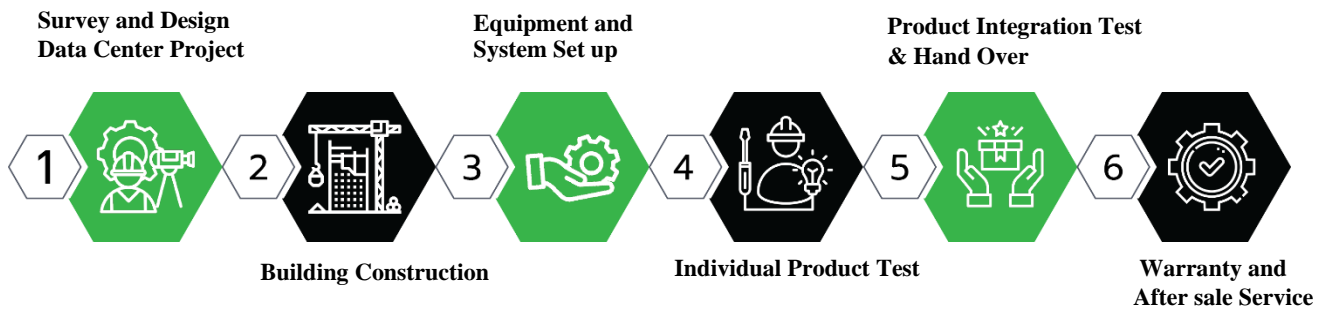 Survey and Design
Data Center Project
Equipment and
System Set up
Product Integration Test
& Hand Over
1
2
3
4
5
6
Building Construction
Individual Product Test
Warranty and
After sale Service